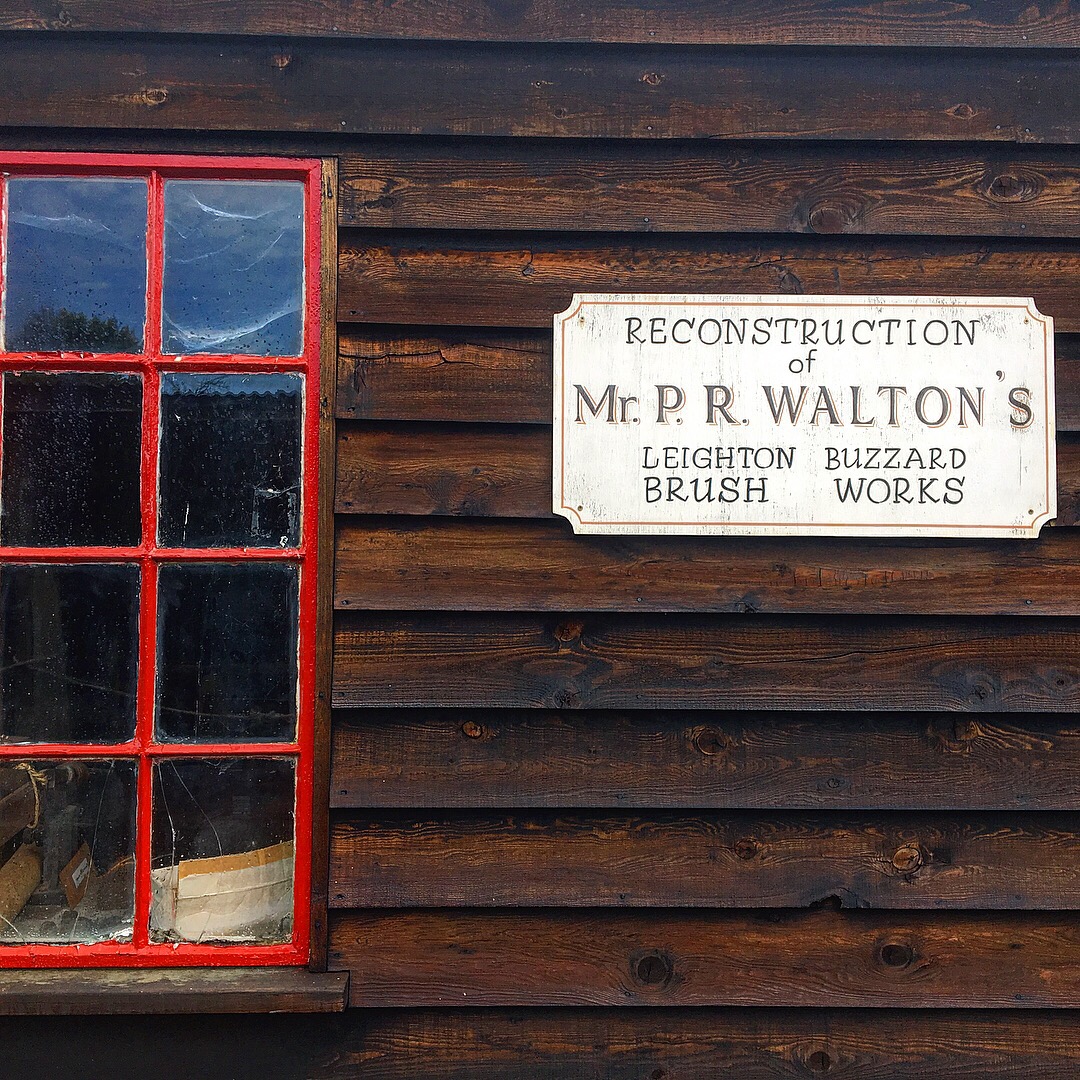 RECONSTRUCTION
of
Mr. P. R. WALTON'S
LEIGHTON BUZZARD
BRUSH WORKS